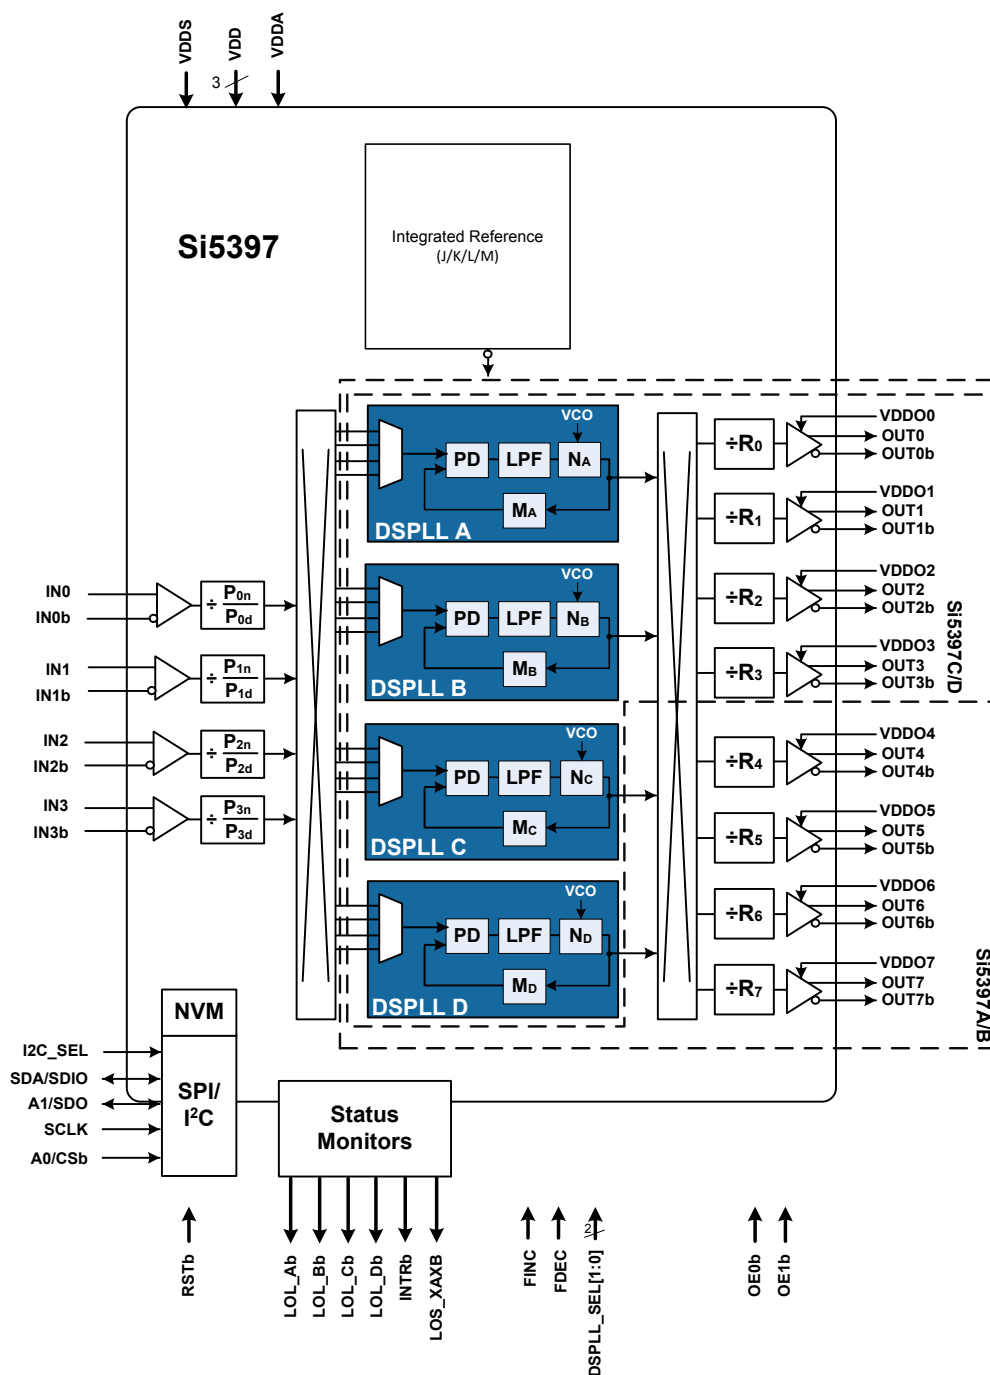 VDDS
VDD
VDDA
3
Si5397
Integrated Reference
(J/K/L/M)
VCO
PD
LPF
NA
MA
DSPLL A
VCO
PD
LPF
NB
MB
DSPLL B
VCO
PD
LPF
NC
MC
DSPLL C
VCO
PD
LPF
ND
MD
DSPLL D
IN0
IN0b
÷ P0n
P0d
IN1
IN1b
÷ P1n
P1d
IN2
IN2b
÷ P2n
P2d
IN3
IN3b
÷ P3n
P3d
÷R0
VDDO0
OUT0
OUT0b
÷R1
VDDO1
OUT1
OUT1b
÷R2
VDDO2
OUT2
OUT2b
÷R3
VDDO3
OUT3
OUT3b
÷R4
VDDO4
OUT4
OUT4b
÷R5
VDDO5
OUT5
OUT5b
÷R6
VDDO6
OUT6
OUT6b
÷R7
VDDO7
OUT7
OUT7b
Si5397C/D
Si5397A/B
NVM
SPI/
I²C
I2C_SEL
SDA/SDIO
A1/SDO
SCLK
A0/CSb
Status
Monitors
RSTb
LOL_Ab
LOL_Bb
LOL_Cb
LOL_Db
INTRb
LOS_XAXB
FINC
FDEC
2
DSPLL_SEL[1:0]
OE0b
OE1b